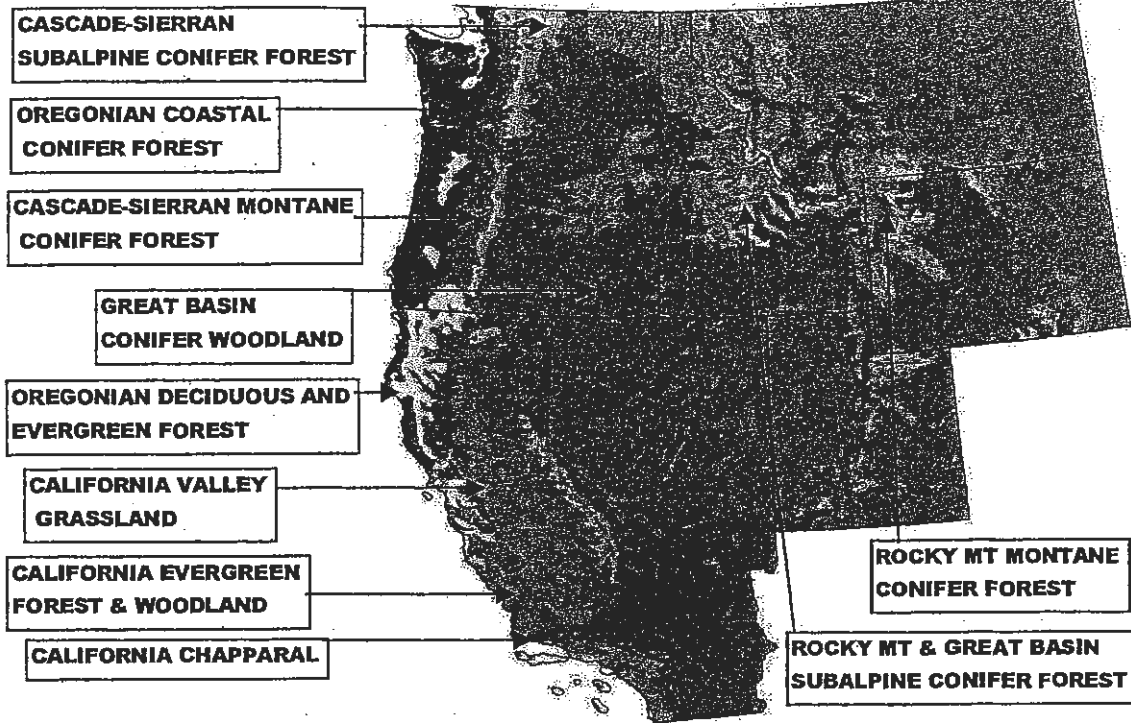 CASCADE-SIERRAN
SUBALPINE CONIFER FOREST
OREGONIAN COASTAL
CONIFER FOREST
CASCADE-SIERRAN MONTANE
CONIFER FOREST
GREAT BASIN
CONIFER WOODLAND
OREGONIAN DECIDUOUS AND
EVERGREEN FOREST
CALIFORNIA VALLEY
GRASSLAND
CALIFORNIA EVERGREEN
FOREST & WOODLAND
CALIFORNIA CHAPPARAL
ROCKY MT MONTANE
CONIFER FOREST
ROCKY MT & GREAT BASIN
SUBALPINE CONIFER FOREST